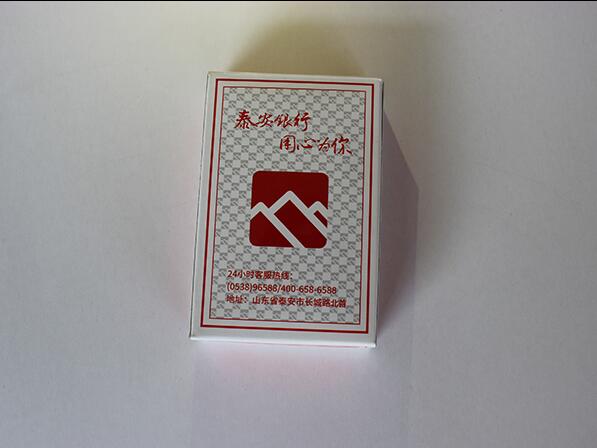 泰安银行
用心为你
24小时客服热线：
(0538)96588/400-658-6588
地址：山东省泰安市长城路北首